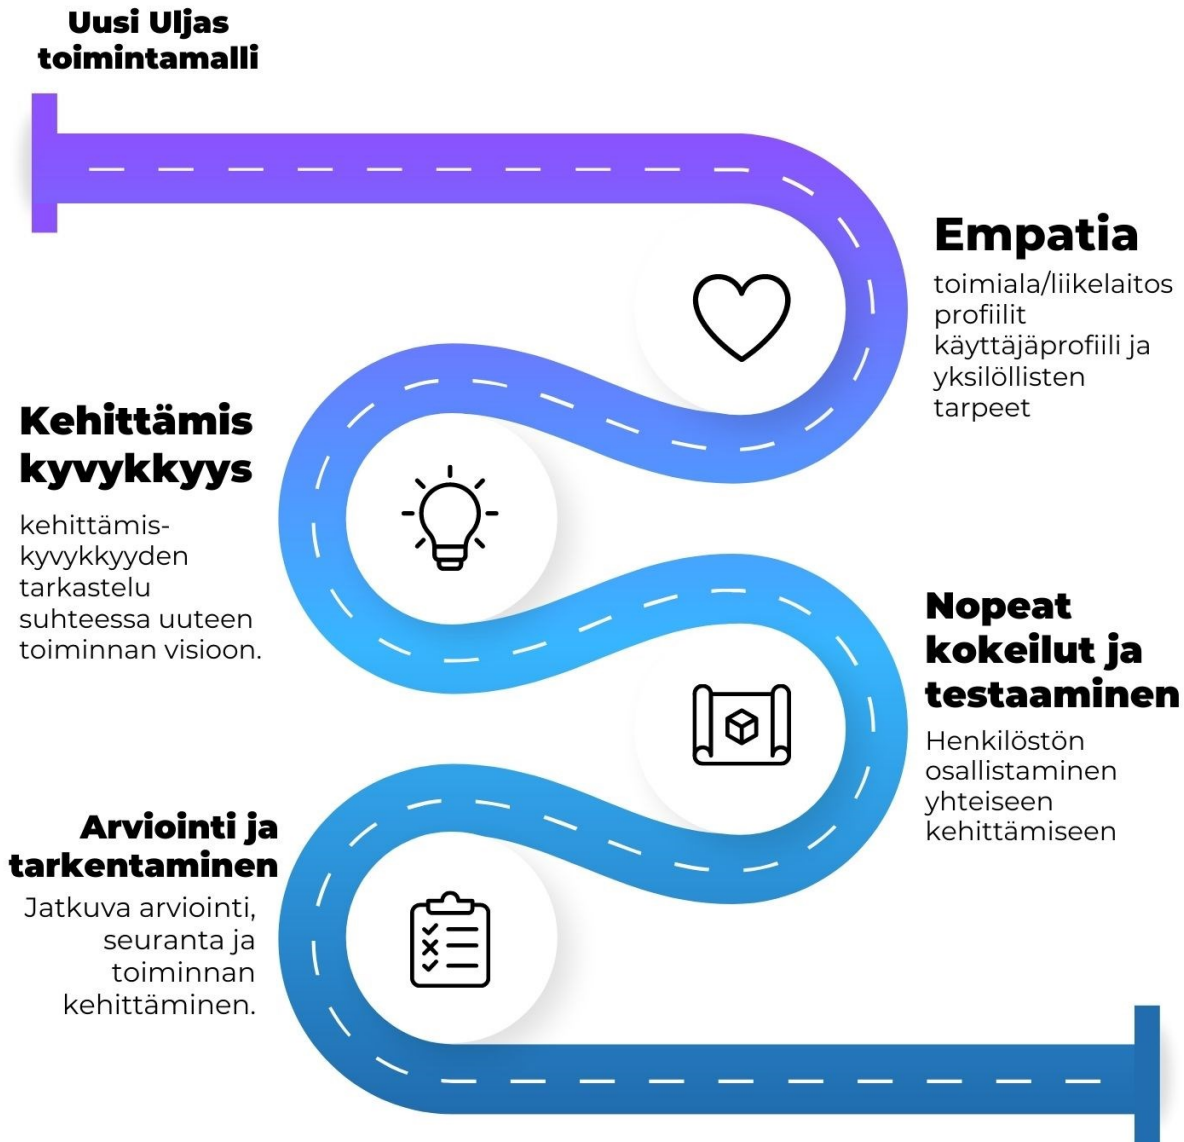 Uusi Uljas
toimintamalli
Empatia
toimiala/liikelaitos
profiilit
käyttäjäprofiili ja
yksilöllisten
tarpeet
Kehittämis
kyvykkyys
kehittämis-
kyvykkyyden
tarkastelu
suhteessa uuteen
toiminnan visioon.
Nopeat
kokeilut ja
testaaminen
Henkilöstön
osallistaminen
yhteiseen
kehittämiseen
Arviointi ja
tarkentaminen
Jatkuva arviointi,
seuranta ja
toiminnan
kehittäminen.